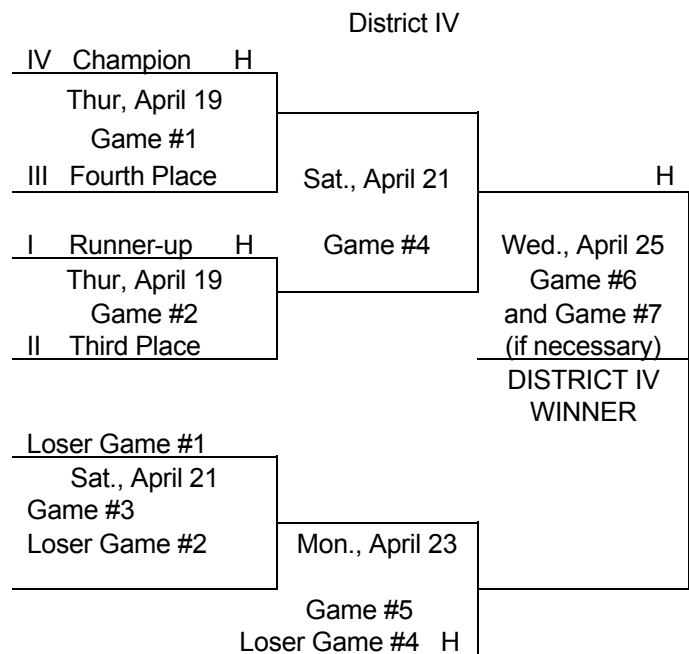 District IV
IV Champion H
Thur, April 19
Game #1
III Fourth Place
Sat., April 21
H
I Runner-up H
Game #4
Wed., April 25
Thur, April 19
Game #6
Game #2
and Game #7
II Third Place
(if necessary)
DISTRICT IV
WINNER
Loser Game #1
Sat., April 21
Game #3
Loser Game #2
Mon., April 23
Game #5
Loser Game #4 H